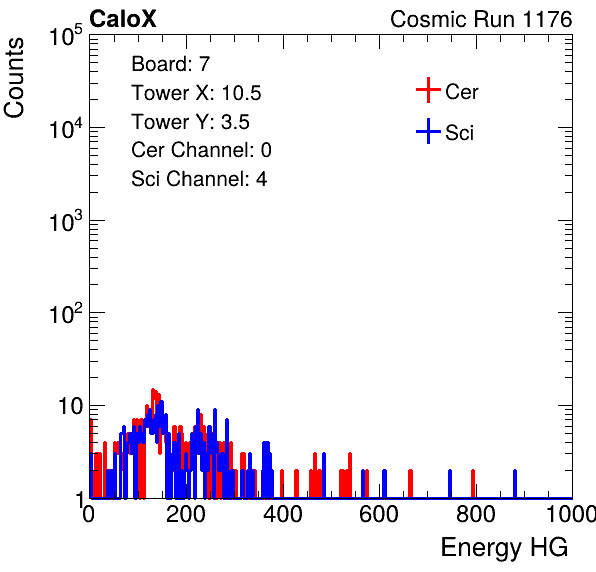 CaloX Cosmic Run 1176
Counts
10^5
10^4
10^3
10^2
10
1
Board: 7
Tower X: 10.5
Tower Y: 3.5
Cer Channel: 0
Sci Channel: 4
Cer
Sci
0 200 400 600 800 1000
Energy HG